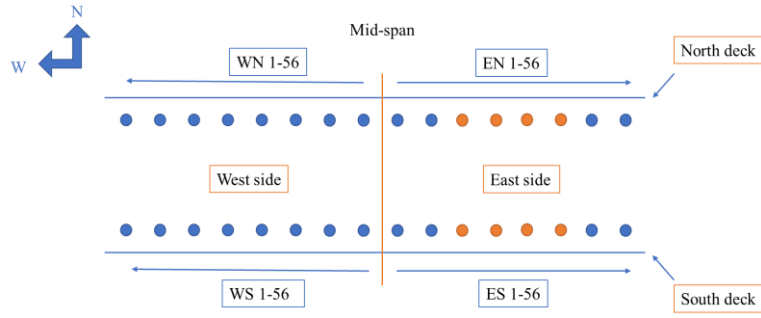 N
Mid-span
W
WN 1-56
EN 1-56
North deck
West side
East side
WS 1-56
ES 1-56
South deck